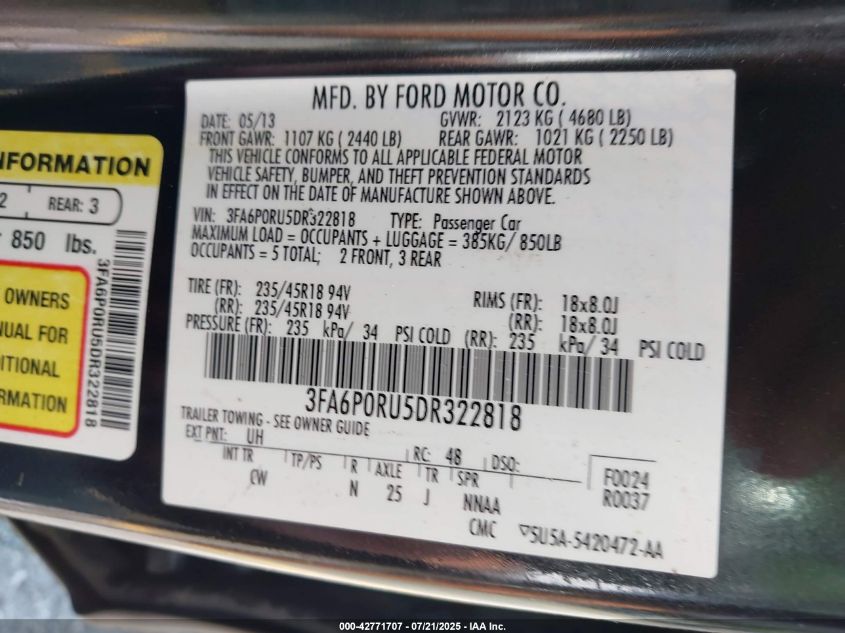 MFD. BY FORD MOTOR CO.
DATE: 05/13 GVWR: 2123 KG ( 4680 LB)
FRONT GAWR: 1107 KG ( 2440 LB) REAR GAWR: 1021 KG ( 2250 LB)
THIS VEHICLE CONFORMS TO ALL APPLICABLE FEDERAL MOTOR
VEHICLE SAFETY, BUMPER, AND THEFT PREVENTION STANDARDS
IN EFFECT ON THE DATE OF MANUFACTURE SHOWN ABOVE.
VIN: 3FA6P0RU5DR322818 TYPE: Passenger Car
MAXIMUM LOAD = OCCUPANTS + LUGGAGE = 385KG/ 850LB
OCCUPANTS = 5 TOTAL; 2 FRONT, 3 REAR
TIRE (FR): 235/45R18 94V RIMS (FR): 18x8.0J
(RR): 235/45R18 94V (RR): 18x8.0J
PRESSURE (FR): 235 kPa/ 34 PSI COLD (RR): 235 kPa/ 34 PSI COLD
3FA6P0RU5DR322818
TRAILER TOWING - SEE OWNER GUIDE
EXT PNT: UH RC: 48 DSO: F0024
INT TR TP/PS R AXLE TR SPR R0037
CW N 25 J NNAA
CMC ▽5U5A-5420472-AA
INFORMATION
2 REAR: 3
850 lbs.
OWNERS
NUAL FOR
DITIONAL
ORMATION
3FA6P0RU5DR322818
000-42771707 / 07/21/2025 - IAA Inc.